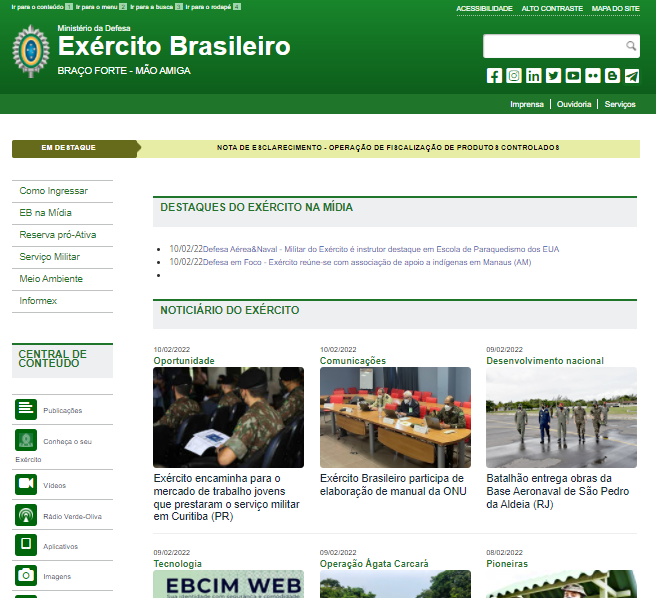 Ir para o conteúdo 1 Ir para o menu 2 Ir para a busca 3 Ir para o rodapé 4
ACESSIBILIDADE ALTO CONTRASTE MAPA DO SITE
Ministério da Defesa
Exército Brasileiro
BRAÇO FORTE - MÃO AMIGA
Imprensa | Ouvidoria | Serviços
EM DESTAQUE
NOTA DE ESCLARECIMENTO - OPERAÇÃO DE FISCALIZAÇÃO DE PRODUTOS CONTROLADOS
Como Ingressar
EB na Mídia
Reserva pró-Ativa
Serviço Militar
Meio Ambiente
Informex
CENTRAL DE
CONTEÚDO
Publicações
Conheça o seu
Exército
Vídeos
Rádio Verde-Oliva
Aplicativos
Imagens
DESTAQUES DO EXÉRCITO NA MÍDIA
10/02/22Defesa Aérea&Naval - Militar do Exército é instrutor destaque em Escola de Paraquedismo dos EUA
10/02/22Defesa em Foco - Exército reúne-se com associação de apoio a indígenas em Manaus (AM)
NOTICIÁRIO DO EXÉRCITO
10/02/2022
Oportunidade
Exército encaminha para o
mercado de trabalho jovens
que prestaram o serviço militar
em Curitiba (PR)
10/02/2022
Comunicações
Exército Brasileiro participa de
elaboração de manual da ONU
09/02/2022
Desenvolvimento nacional
Batalhão entrega obras da
Base Aeronaval de São Pedro
da Aldeia (RJ)
09/02/2022
Tecnologia
EBCIM WEB
09/02/2022
Operação Ágata Carcará
08/02/2022
Pioneiras